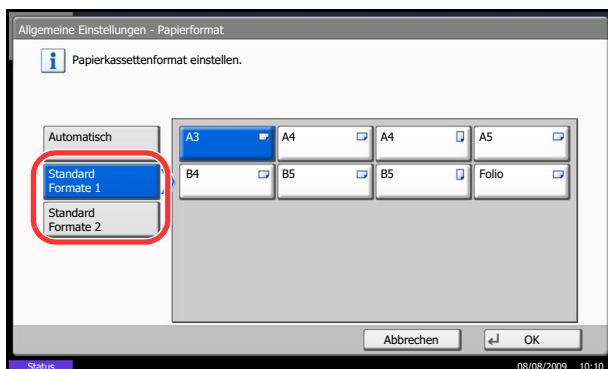 Allgemeine Einstellungen - Papierformat
i
Papierkassettenformat einstellen.
Automatisch
Standard
Formate 1
Standard
Formate 2
A3
A4
A4
A5
B4
B5
B5
Folio
Abbrechen
OK
Status
08/08/2009 10:10